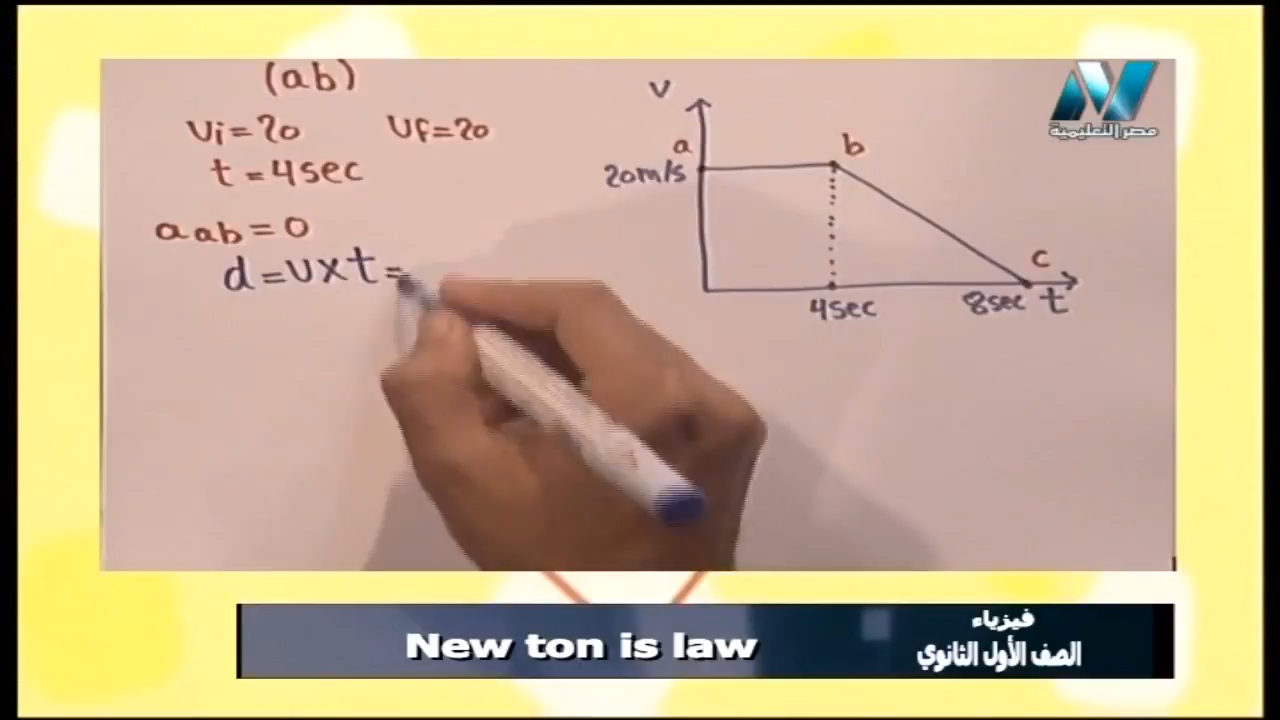 (ab)
Vi = 20 Vf = 20
t = 4sec
a ab = 0
d = V x t =
V
a
b
20m/s
c
4sec
8sec t
مصر التعليمية
New ton is law
فيزياء
الصف الأول الثانوي